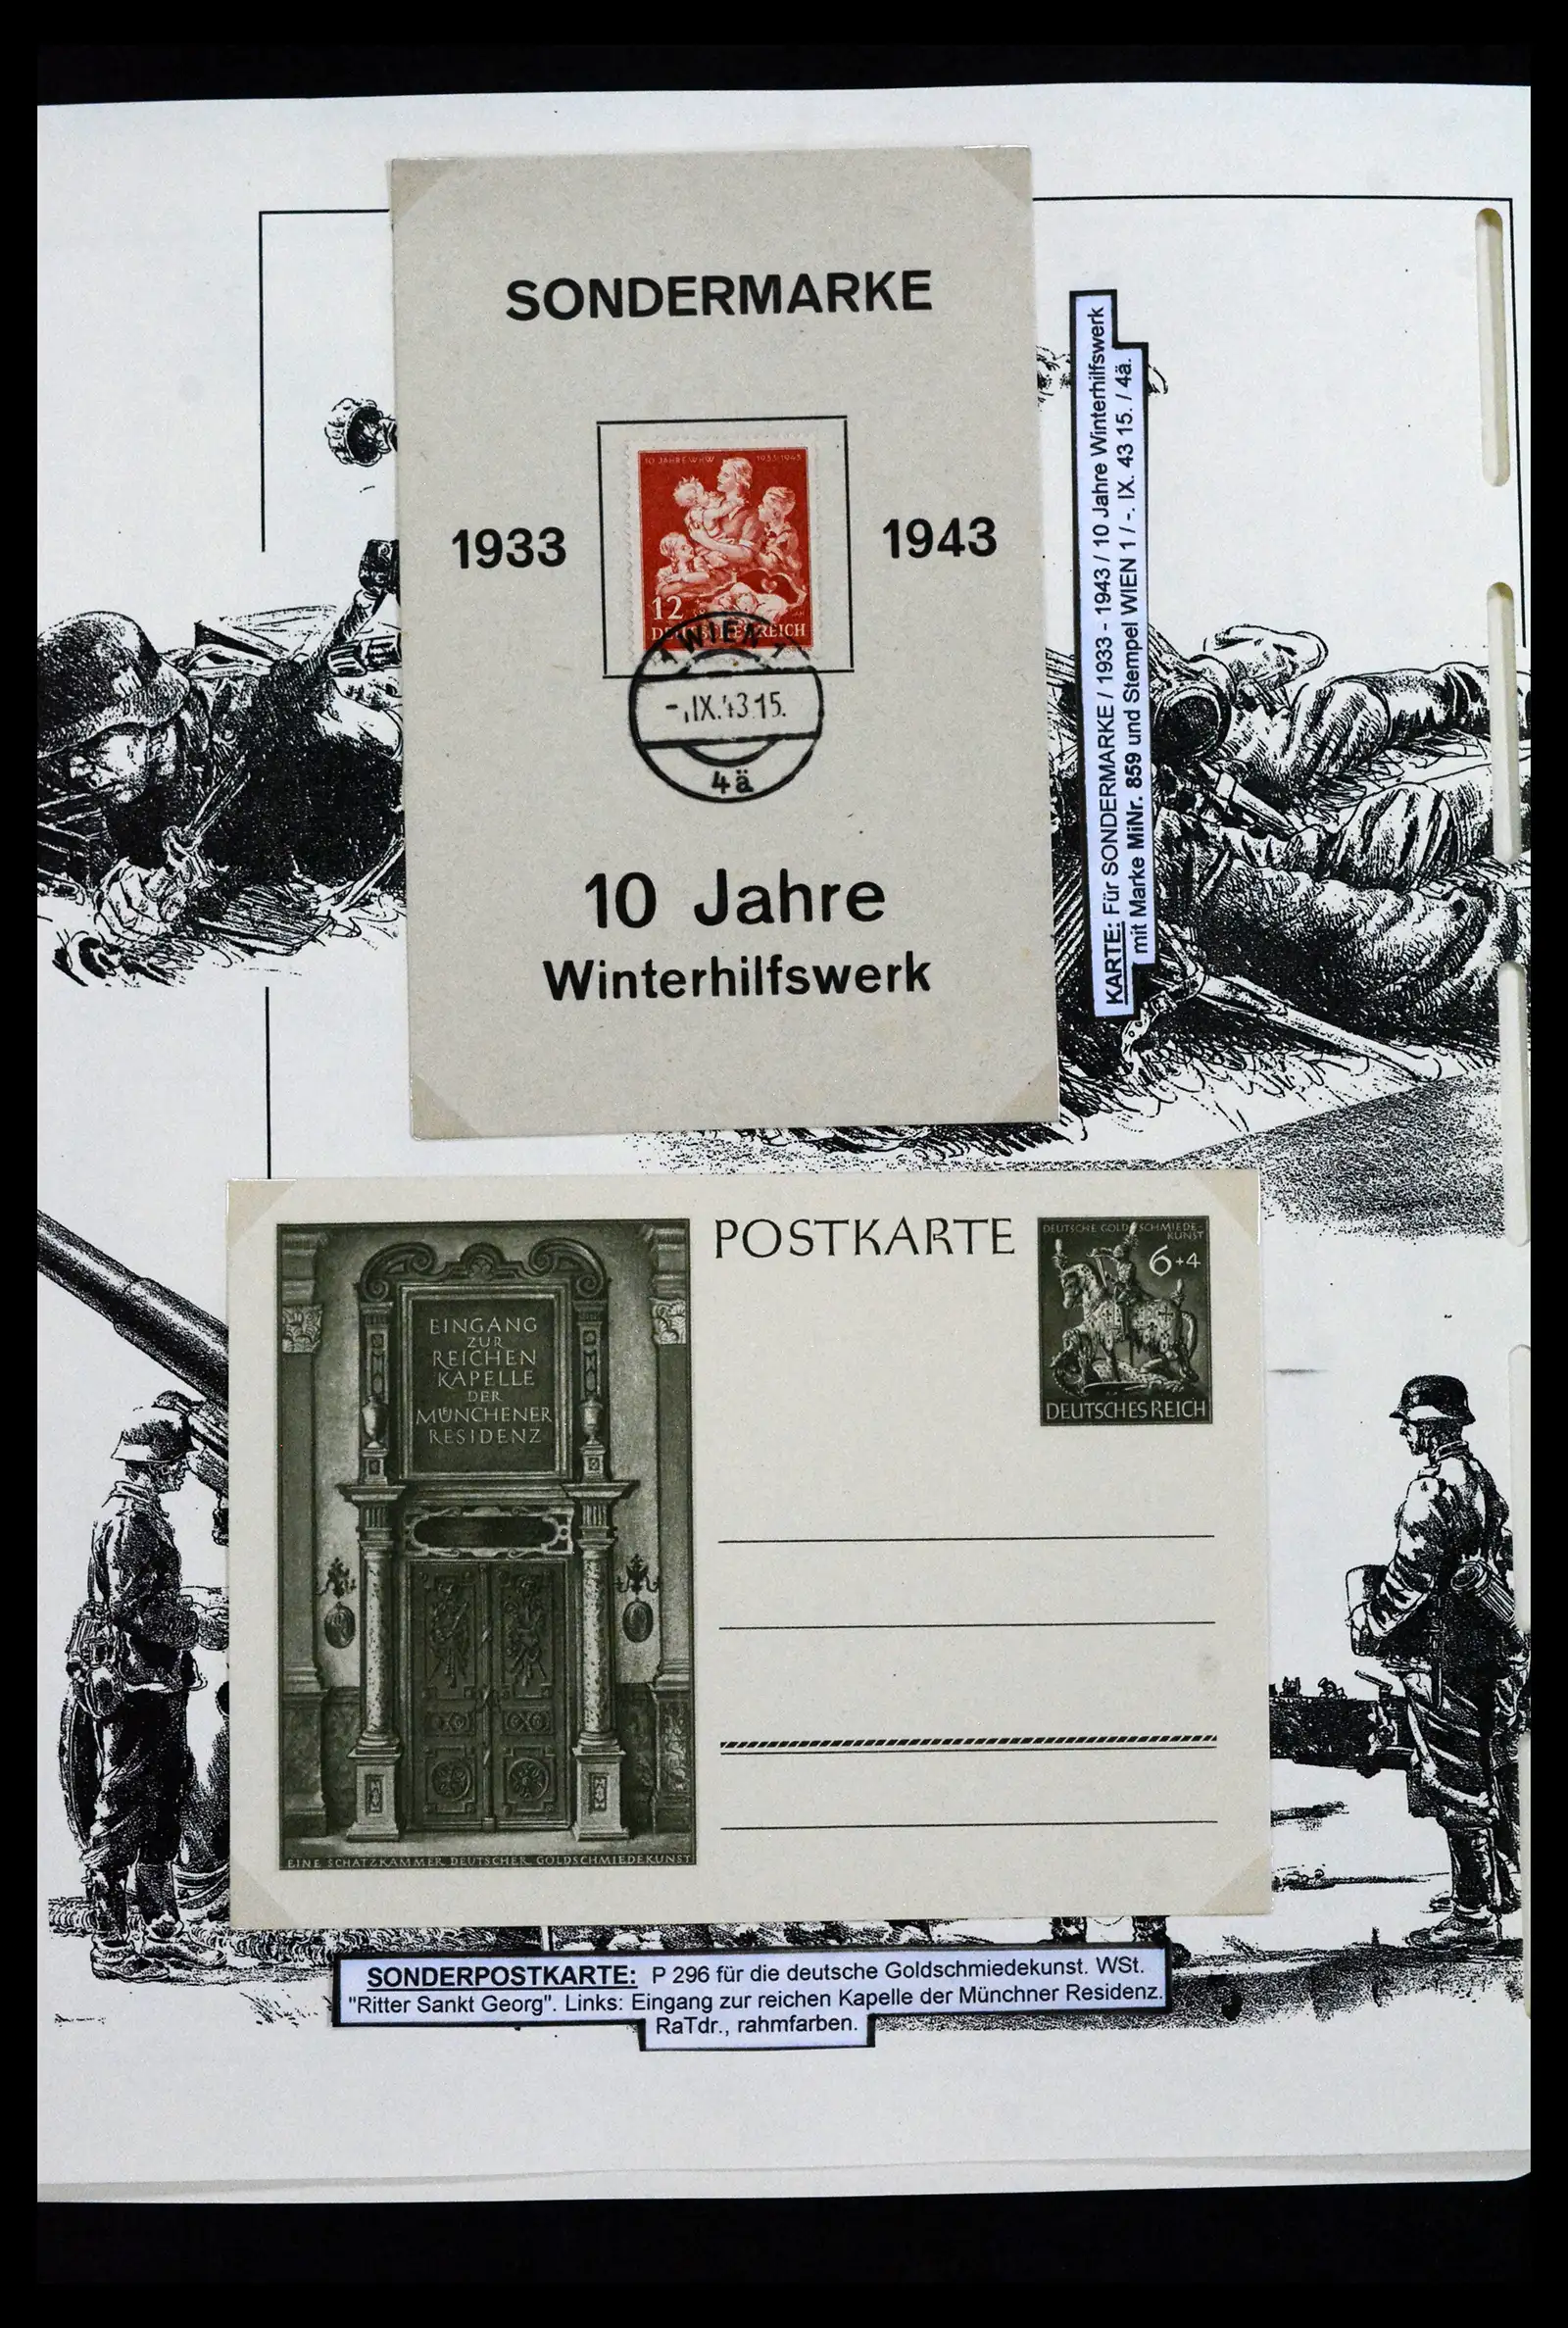 SONDERMARKE
10 JAHRE WHW 1933-1943
1933
1943
12
DEUTSCHES REICH
WIEN 1
-.IX.43.15.
4ä
10 Jahre
Winterhilfswerk
KARTE: Für SONDERMARKE / 1933 - 1943 / 10 Jahre Winterhilfswerk
mit Marke MiNr. 859 und Stempel WIEN 1 / -. IX. 43 15. / 4ä.
POSTKARTE
DEUTSCHE GOLDSCHMIEDE-
KUNST
6+4
DEUTSCHES REICH
EINGANG
ZUR
REICHEN
KAPELLE
DER
MÜNCHENER
RESIDENZ
EINE SCHATZKAMMER DEUTSCHER GOLDSCHMIEDEKUNST
SONDERPOSTKARTE: P 296 für die deutsche Goldschmiedekunst. WSt.
"Ritter Sankt Georg". Links: Eingang zur reichen Kapelle der Münchner Residenz.
RaTdr., rahmfarben.